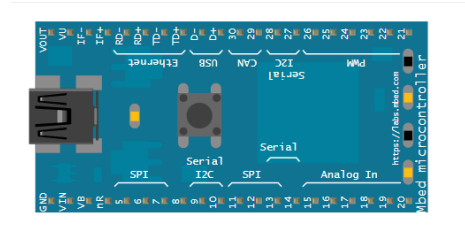 VOUT VU IF- IF+ RD- RD+ TD- TD+ D- D+ 30 29 28 27 26 25 24 23 22 21
Ethernet USB CAN I2C PWM
Serial
https://labs.mbed.com
Mbed microcontroller
Serial
Serial
SPI I2C SPI Analog In
GND VIN VB nR 5 6 7 8 9 10 11 12 13 14 15 16 17 18 19 20